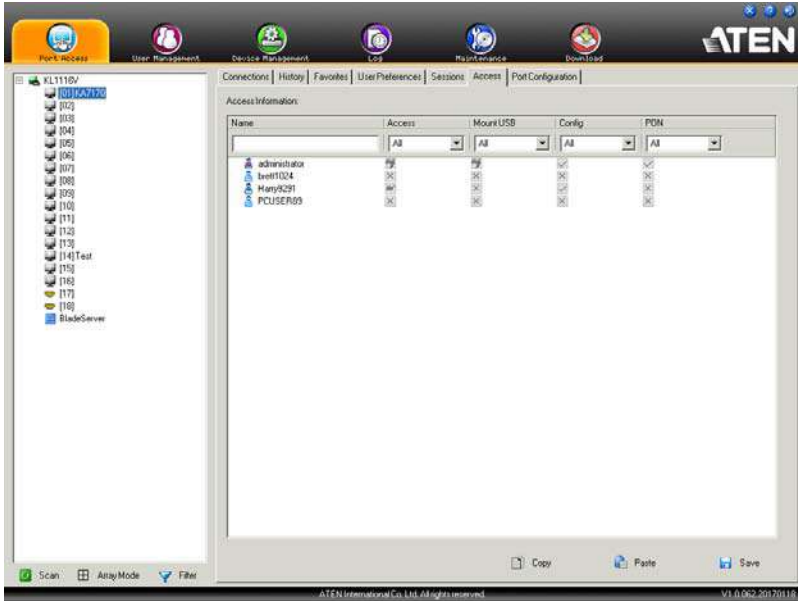 ATEN
Port Access User Management Device Management Log Maintenance Download
KL1116V
[01]KA7170
[02]
[03]
[04]
[05]
[06]
[07]
[08]
[09]
[10]
[11]
[12]
[13]
[14]Test
[15]
[16]
[17]
[18]
BladeServer
Connections History Favorites User Preferences Sessions Access Port Configuration
Access Information:
Name Access Mount USB Config PON
All All All All
administrator
brett1024
Harry8291
PCUSER89
Scan Array Mode Filter
Copy Paste Save
ATEN International Co. Ltd. All rights reserved. V1.0.062.20170118